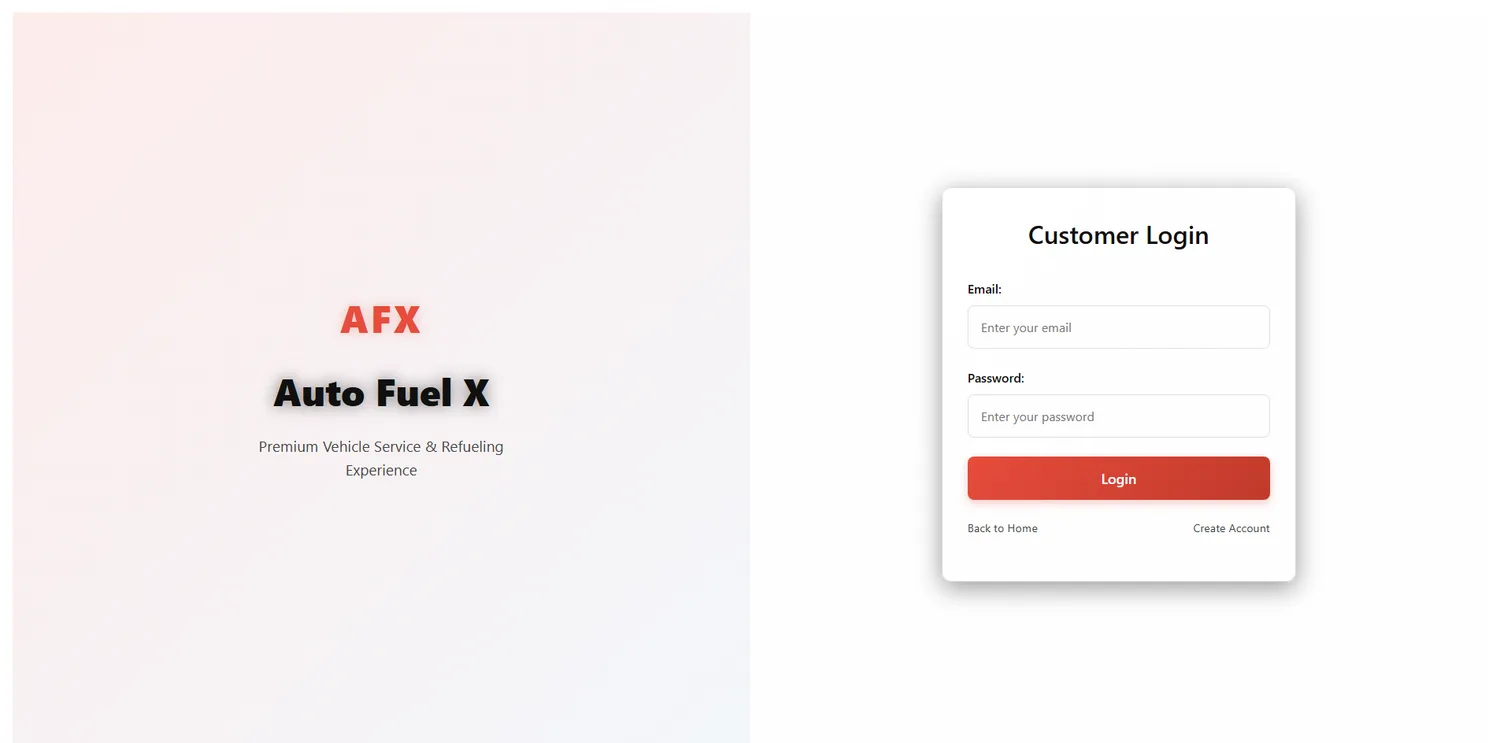 AFX
Auto Fuel X
Premium Vehicle Service & Refueling
Experience
Customer Login
Email:
Enter your email
Password:
Enter your password
Login
Back to Home
Create Account